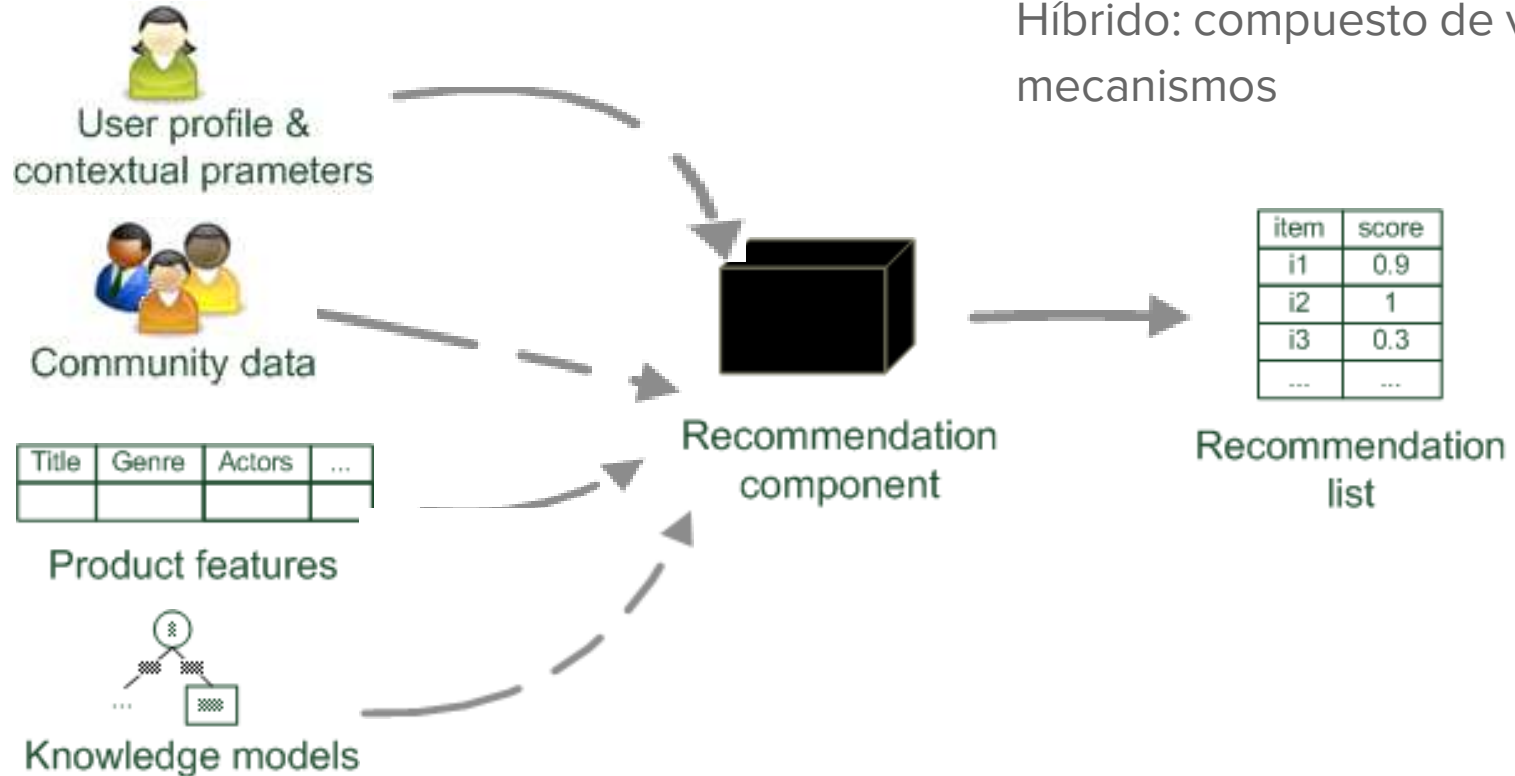 Híbrido: compuesto de
mecanismos
User profile &
contextual prameters
Community data
Title Genre Actors ...
Product features
...
Knowledge models
Recommendation
component
item score
i1 0.9
i2 1
i3 0.3
... ...
Recommendation
list